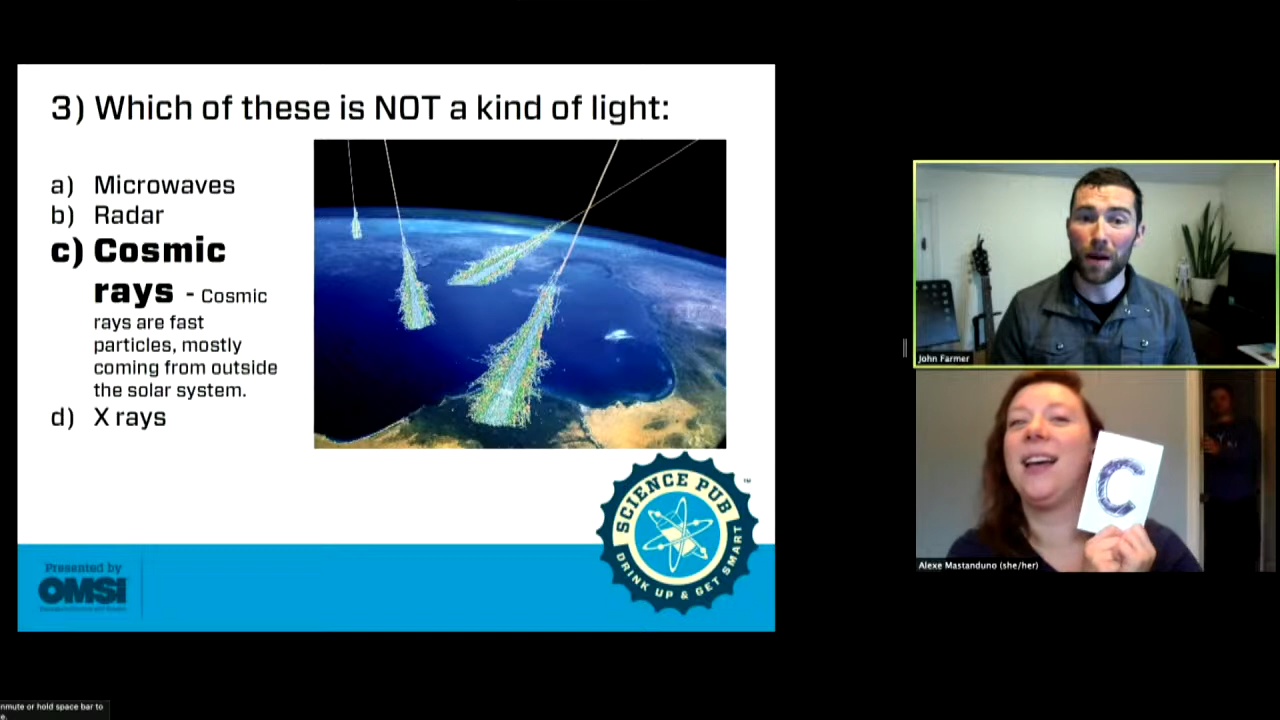 3) Which of these is NOT a kind of light:
a) Microwaves
b) Radar
c) Cosmic
rays - Cosmic
rays are fast
particles, mostly
coming from outside
the solar system.
d) X rays
SCIENCE PUB
™
DRINK UP & GET SMART
Presented by
OMSI
John Farmer
C
Alexe Mastanduno (she/her)
nmute or hold space bar to
e.